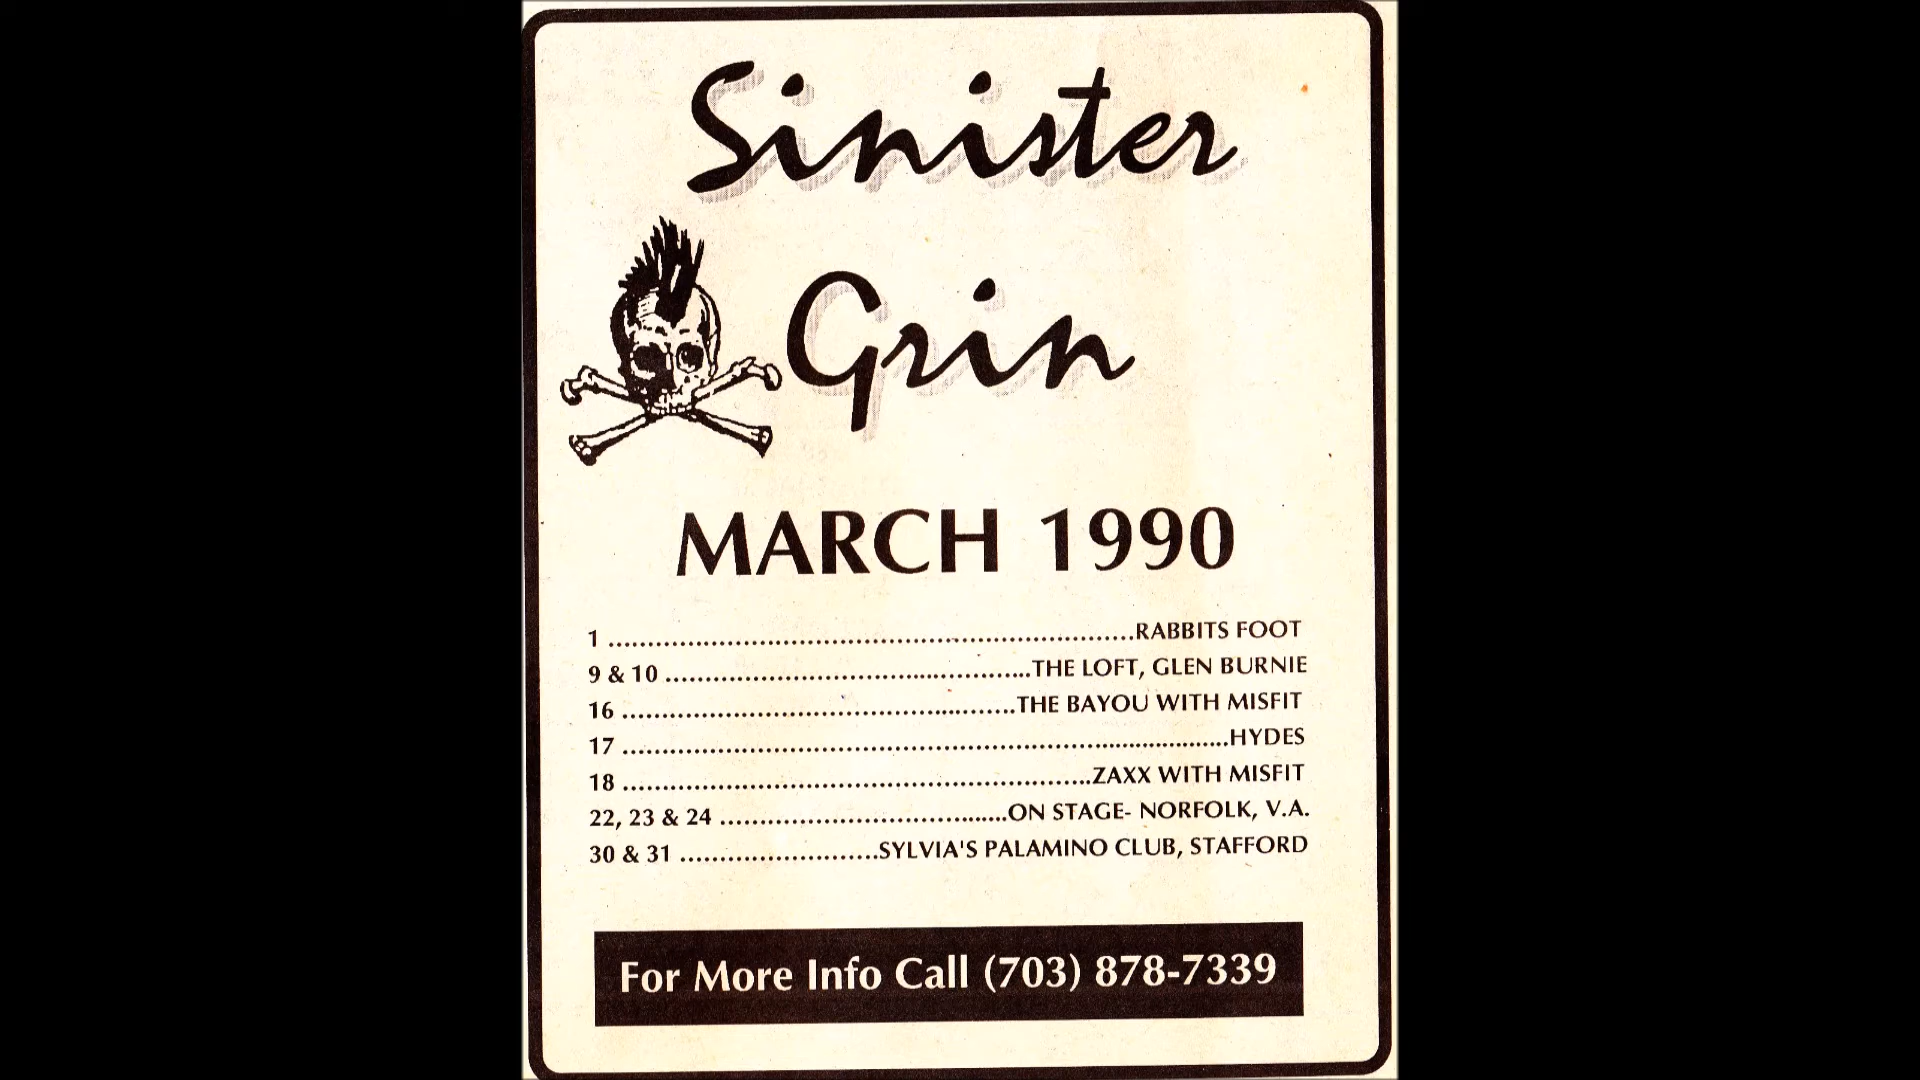 Sinister
Grin
MARCH 1990
1 ..................................................................RABBITS FOOT
9 & 10 ..............................................THE LOFT, GLEN BURNIE
16 .................................................THE BAYOU WITH MISFIT
17 ............................................................................HYDES
18 ...........................................................ZAXX WITH MISFIT
22, 23 & 24 ....................................ON STAGE- NORFOLK, V.A.
30 & 31 .........................SYLVIA'S PALAMINO CLUB, STAFFORD
For More Info Call (703) 878-7339